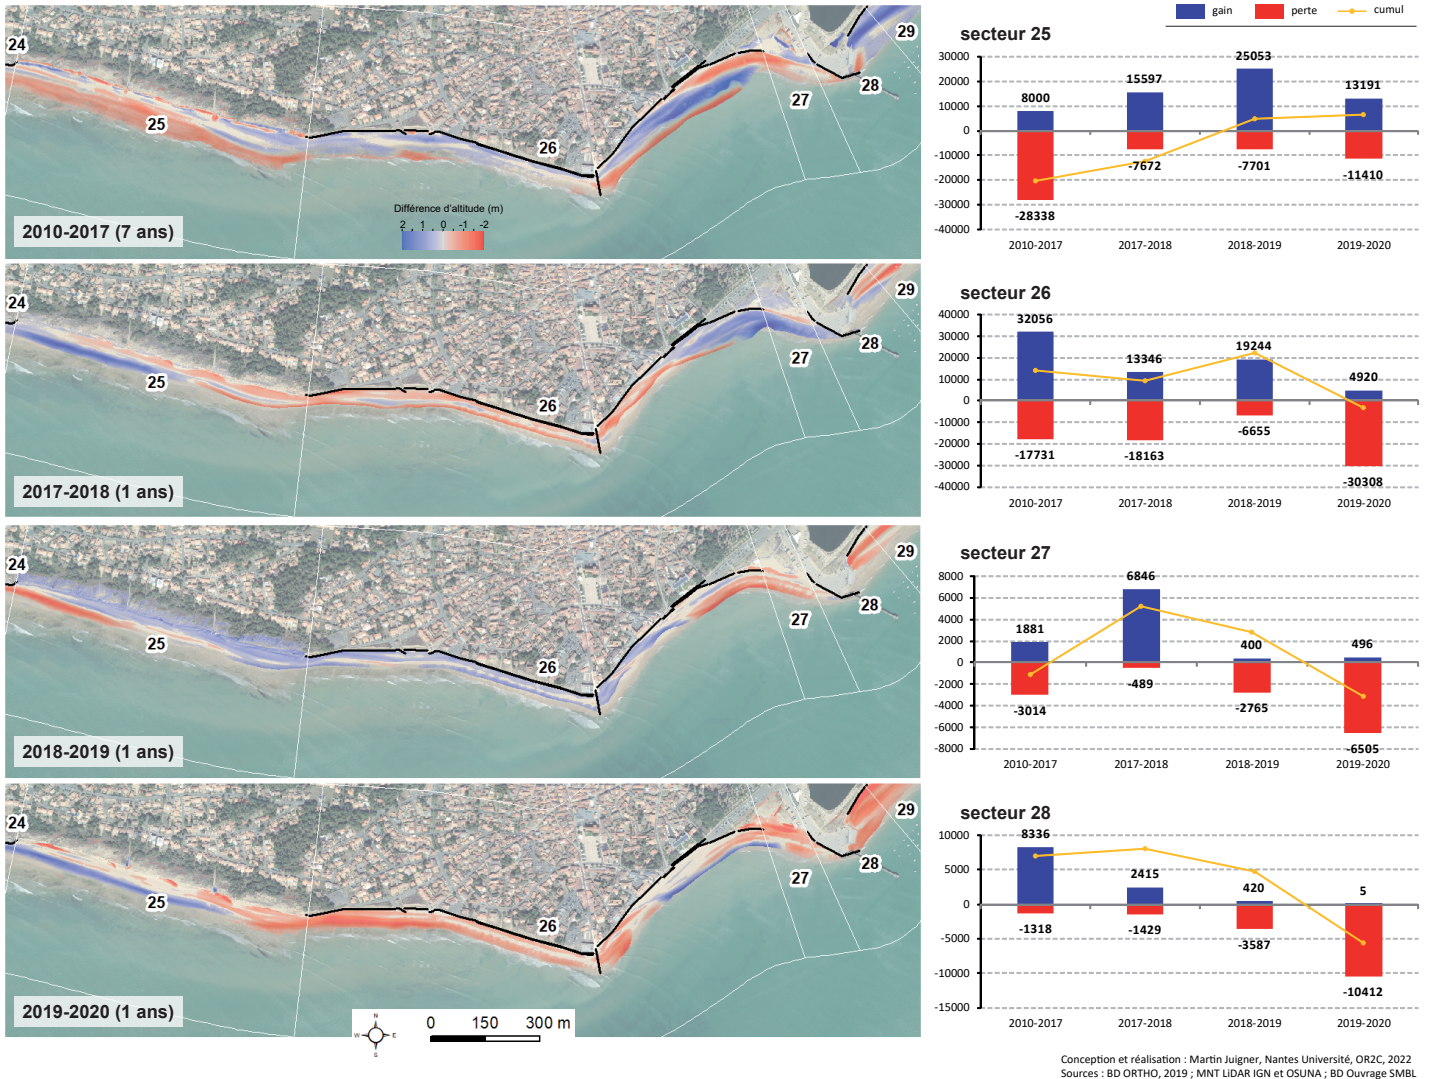 24
25
26
27
28
29
Différence d'altitude (m)
2 1 0 -1 -2
2010-2017 (7 ans)
24
25
26
27
28
29
2017-2018 (1 ans)
24
25
26
27
28
29
2018-2019 (1 ans)
24
25
26
27
28
29
2019-2020 (1 ans)
N
W E
S
0 150 300 m
gain perte cumul
secteur 25
30000
20000
10000
0
-10000
-20000
-30000
-40000
8000 15597 25053 13191
-28338 -7672 -7701 -11410
2010-2017 2017-2018 2018-2019 2019-2020
secteur 26
40000
30000
20000
10000
0
-10000
-20000
-30000
-40000
32056 13346 19244 4920
-17731 -18163 -6655 -30308
2010-2017 2017-2018 2018-2019 2019-2020
secteur 27
8000
6000
4000
2000
0
-2000
-4000
-6000
-8000
1881 6846 400 496
-3014 -489 -2765 -6505
2010-2017 2017-2018 2018-2019 2019-2020
secteur 28
10000
5000
0
-5000
-10000
-15000
8336 2415 420 5
-1318 -1429 -3587 -10412
2010-2017 2017-2018 2018-2019 2019-2020
Conception et réalisation : Martin Juigner, Nantes Université, OR2C, 2022
Sources : BD ORTHO, 2019 ; MNT LiDAR IGN et OSUNA ; BD Ouvrage SMBL